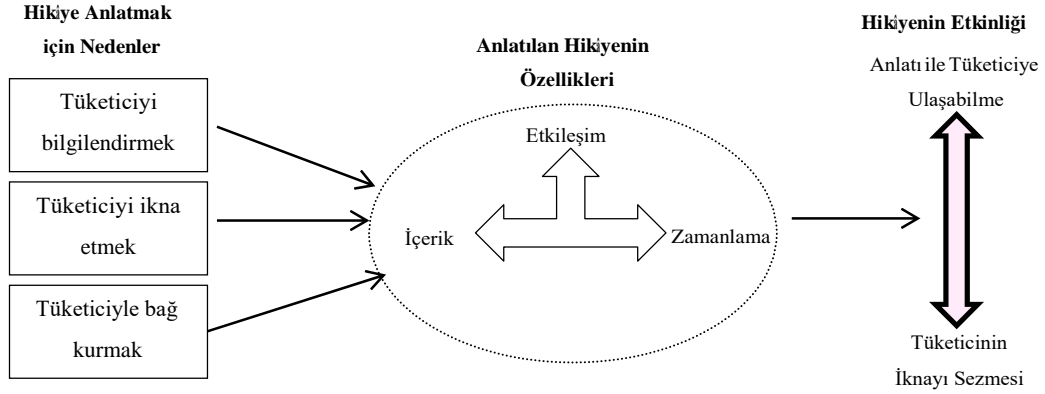 Hikâye Anlatmak
için Nedenler
Tüketiciyi
bilgilendirmek
Tüketiciyi ikna
etmek
Tüketiciyle bağ
kurmak
Anlatılan Hikâyenin
Özellikleri
Etkileşim
İçerik
Zamanlama
Hikâyenin Etkinliği
Anlatı ile Tüketiciye
Ulaşabilme
Tüketicinin
İknayı Sezmesi